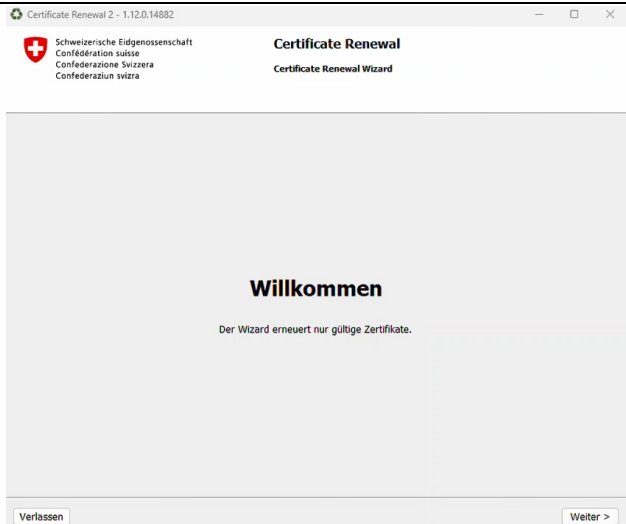 Certificate Renewal 2 - 1.12.0.14882
Schweizerische Eidgenossenschaft
Confédération suisse
Confederazione Svizzera
Confederaziun svizra
Certificate Renewal
Certificate Renewal Wizard
Willkommen
Der Wizard erneuert nur gültige Zertifikate.
Verlassen
Weiter >